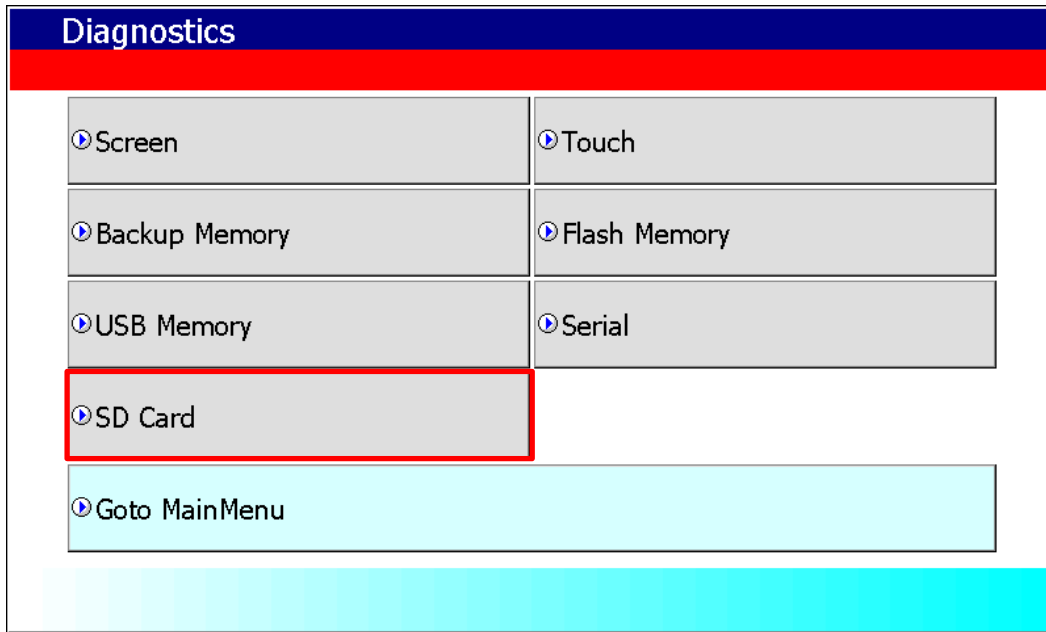 Diagnostics
Screen
Touch
Backup Memory
Flash Memory
USB Memory
Serial
SD Card
Goto MainMenu